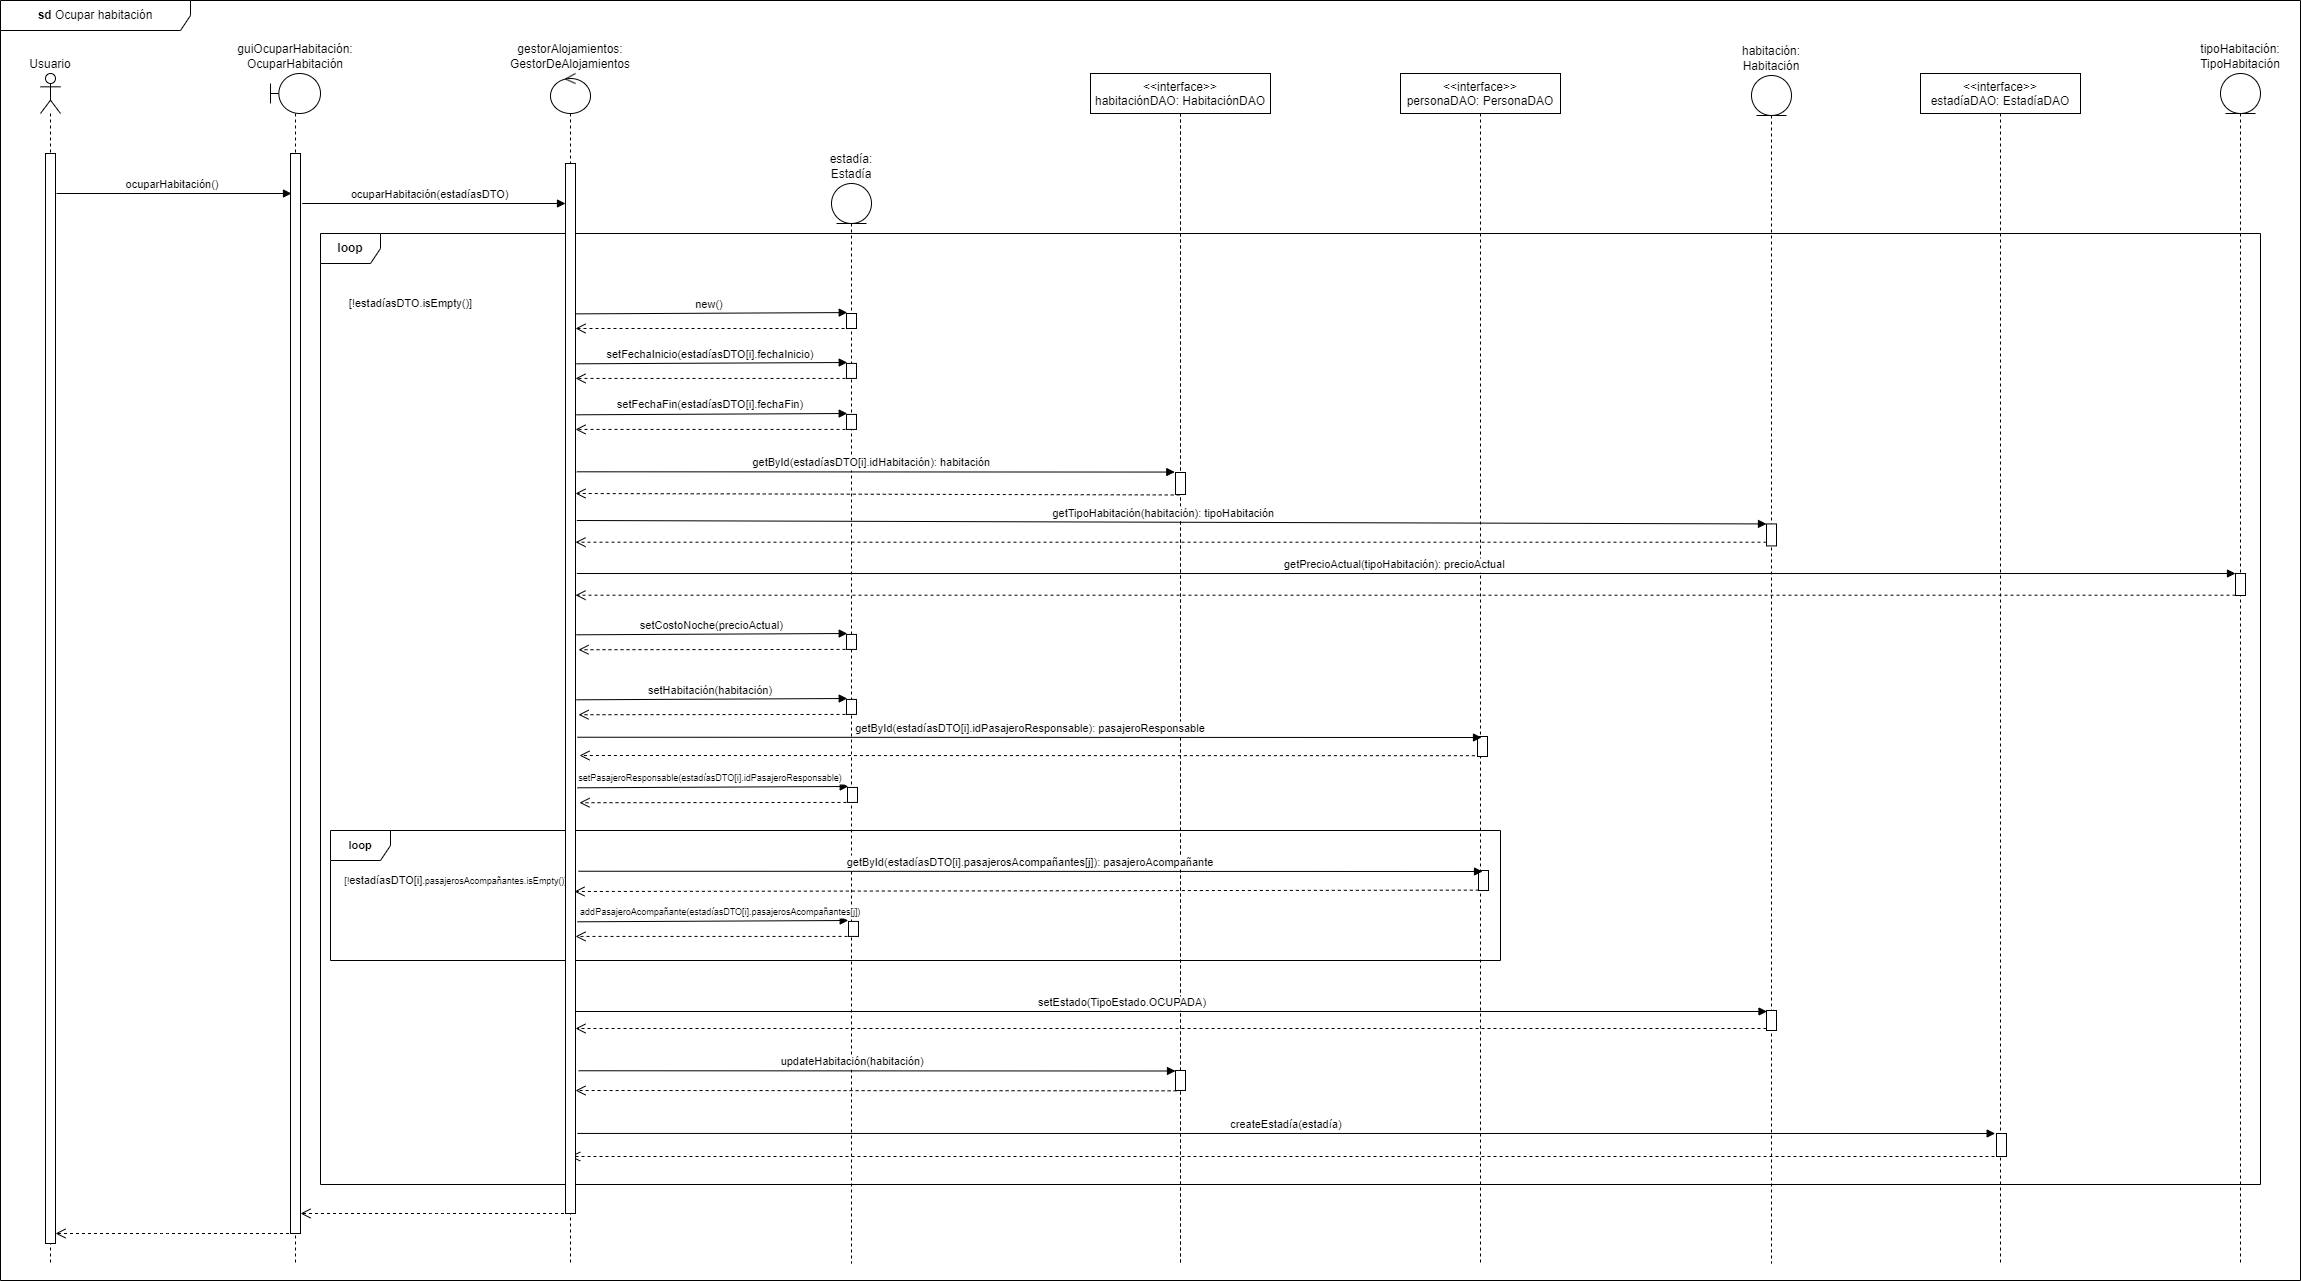 sd Ocupar habitación
Usuario
guiOcuparHabitación:
OcuparHabitación
gestorAlojamientos:
GestorDeAlojamientos
<<interface>>
habitaciónDAO: HabitaciónDAO
<<interface>>
personaDAO: PersonaDAO
habitación:
Habitación
<<interface>>
estadíaDAO: EstadíaDAO
tipoHabitación:
TipoHabitación
estadía:
Estadía
ocuparHabitación()
ocuparHabitación(estadíasDTO)
loop
[!estadíasDTO.isEmpty()]
new()
setFechaInicio(estadíasDTO[i].fechaInicio)
setFechaFin(estadíasDTO[i].fechaFin)
getById(estadíasDTO[i].idHabitación): habitación
getTipoHabitación(habitación): tipoHabitación
getPrecioActual(tipoHabitación): precioActual
setCostoNoche(precioActual)
setHabitación(habitación)
getById(estadíasDTO[i].idPasajeroResponsable): pasajeroResponsable
setPasajeroResponsable(estadíasDTO[i].idPasajeroResponsable)
loop
getById(estadíasDTO[i].pasajerosAcompañantes[j]): pasajeroAcompañante
[!estadíasDTO[i].pasajerosAcompañantes.isEmpty()]
addPasajeroAcompañante(estadíasDTO[i].pasajerosAcompañantes[j])
setEstado(TipoEstado.OCUPADA)
updateHabitación(habitación)
createEstadía(estadía)